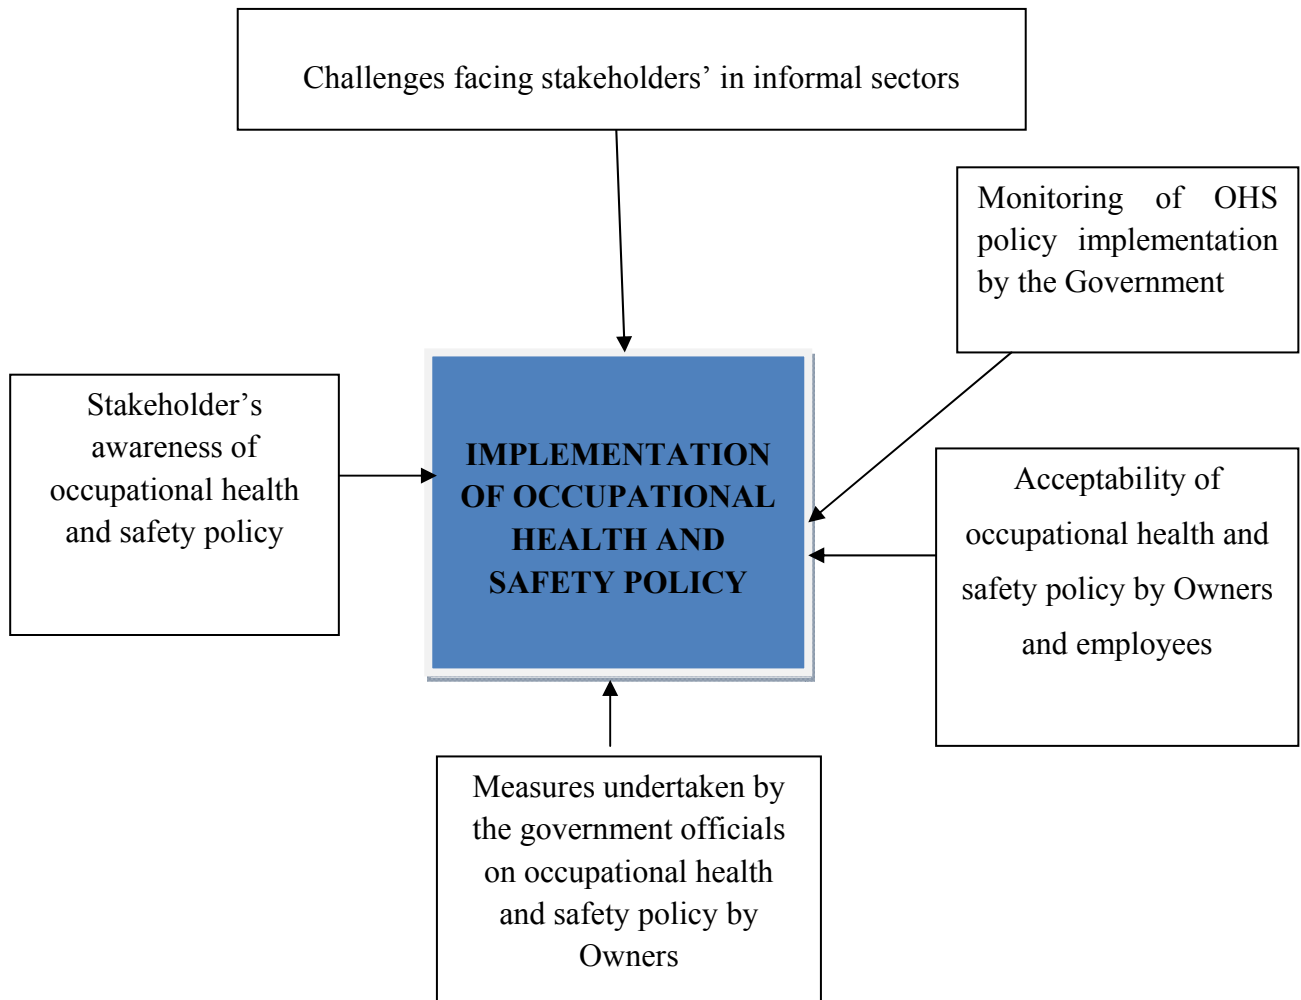 Challenges facing stakeholders’ in informal sectors
Monitoring of OHS
policy implementation
by the Government
Stakeholder’s
awareness of
occupational health
and safety policy
IMPLEMENTATION
OF OCCUPATIONAL
HEALTH AND
SAFETY POLICY
Acceptability of
occupational health and
safety policy by Owners
and employees
Measures undertaken by
the government officials
on occupational health
and safety policy by
Owners